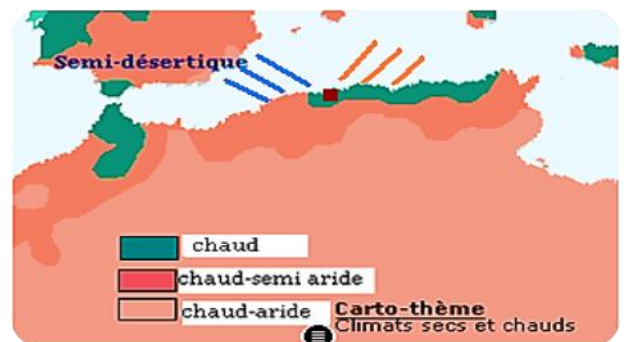 Semi-désertique
chaud
chaud-semi aride
chaud-aride
Carto-thème
Climats secs et chauds